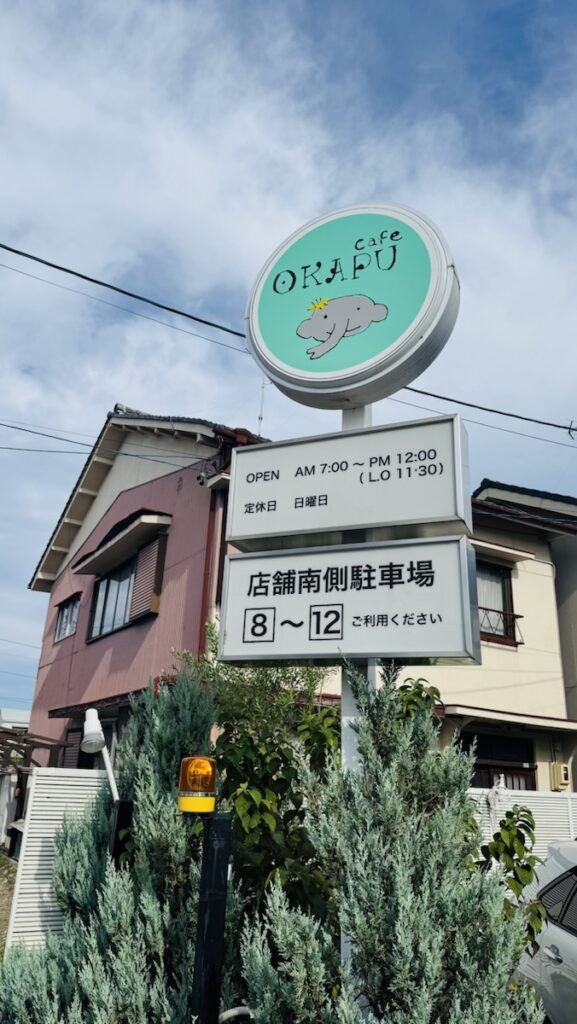 Cafe
OKAPU
OPEN AM 7:00 ~ PM 12:00
(L.O 11·30)
定休日 日曜日
店舗南側駐車場
8 ~ 12 ご利用ください